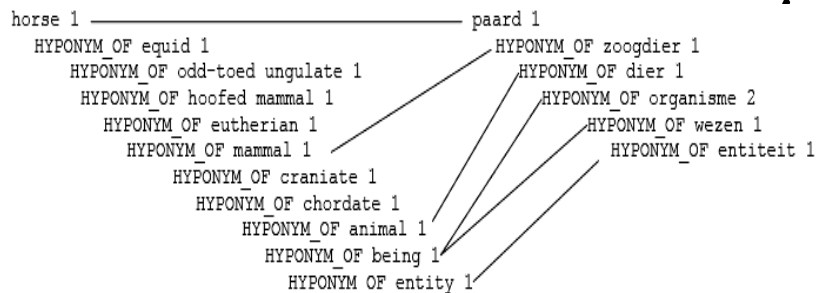 horse 1 paard 1
HYPONYM_OF equid 1 HYPONYM_OF zoogdier 1
HYPONYM_OF odd-toed ungulate 1 HYPONYM_OF dier 1
HYPONYM_OF hoofed mammal 1 HYPONYM_OF organisme 2
HYPONYM_OF eutherian 1 HYPONYM_OF wezen 1
HYPONYM_OF mammal 1 HYPONYM_OF entiteit 1
HYPONYM_OF craniate 1
HYPONYM_OF chordate 1
HYPONYM_OF animal 1
HYPONYM_OF being 1
HYPONYM OF entity 1